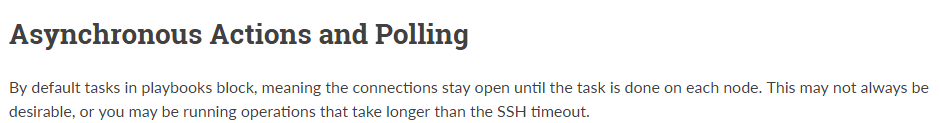 Asynchronous Actions and Polling
By default tasks in playbooks block, meaning the connections stay open until the task is done on each node. This may not always be
desirable, or you may be running operations that take longer than the SSH timeout.